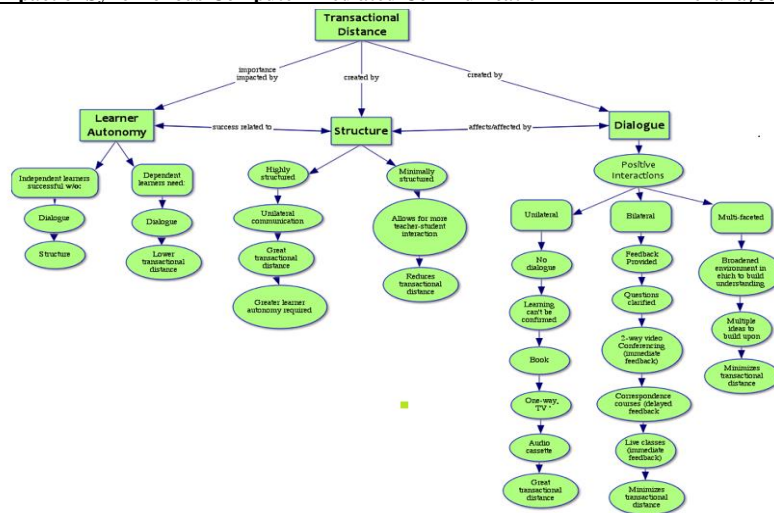 Transactional
Distance
importance
impacted by
created by
created by
Learner
Autonomy
success related to
Structure
affects/affected by
Dialogue
Independent learners
successful w/o:
Dialogue
Structure
Dependent
learners need:
Dialogue
Lower
transactional
distance
Highly
structured
Unilateral
communication
Great
transactional
distance
Greater learner
autonomy required
Minimally
structured
Allows for more
teacher-student
interaction
Reduces
transactional
distance
Positive
Interactions
Unilateral
No
dialogue
Learning
can't be
confirmed
Book
One-way,
TV "
Audio
cassette
Great
transactional
distance
Bilateral
Feedback
Provided
Questions
clarified
2-way video
Conferencing
(immediate
feedback)
Correspondence
courses (delayed
feedback
Live classes
(immediate
feedback)
Minimizes
transactional
distance
Multi-faceted
Broadened
environment in
ehich to build
understanding
Multiple
ideas to
build upon
Minimizes
transactional
distance